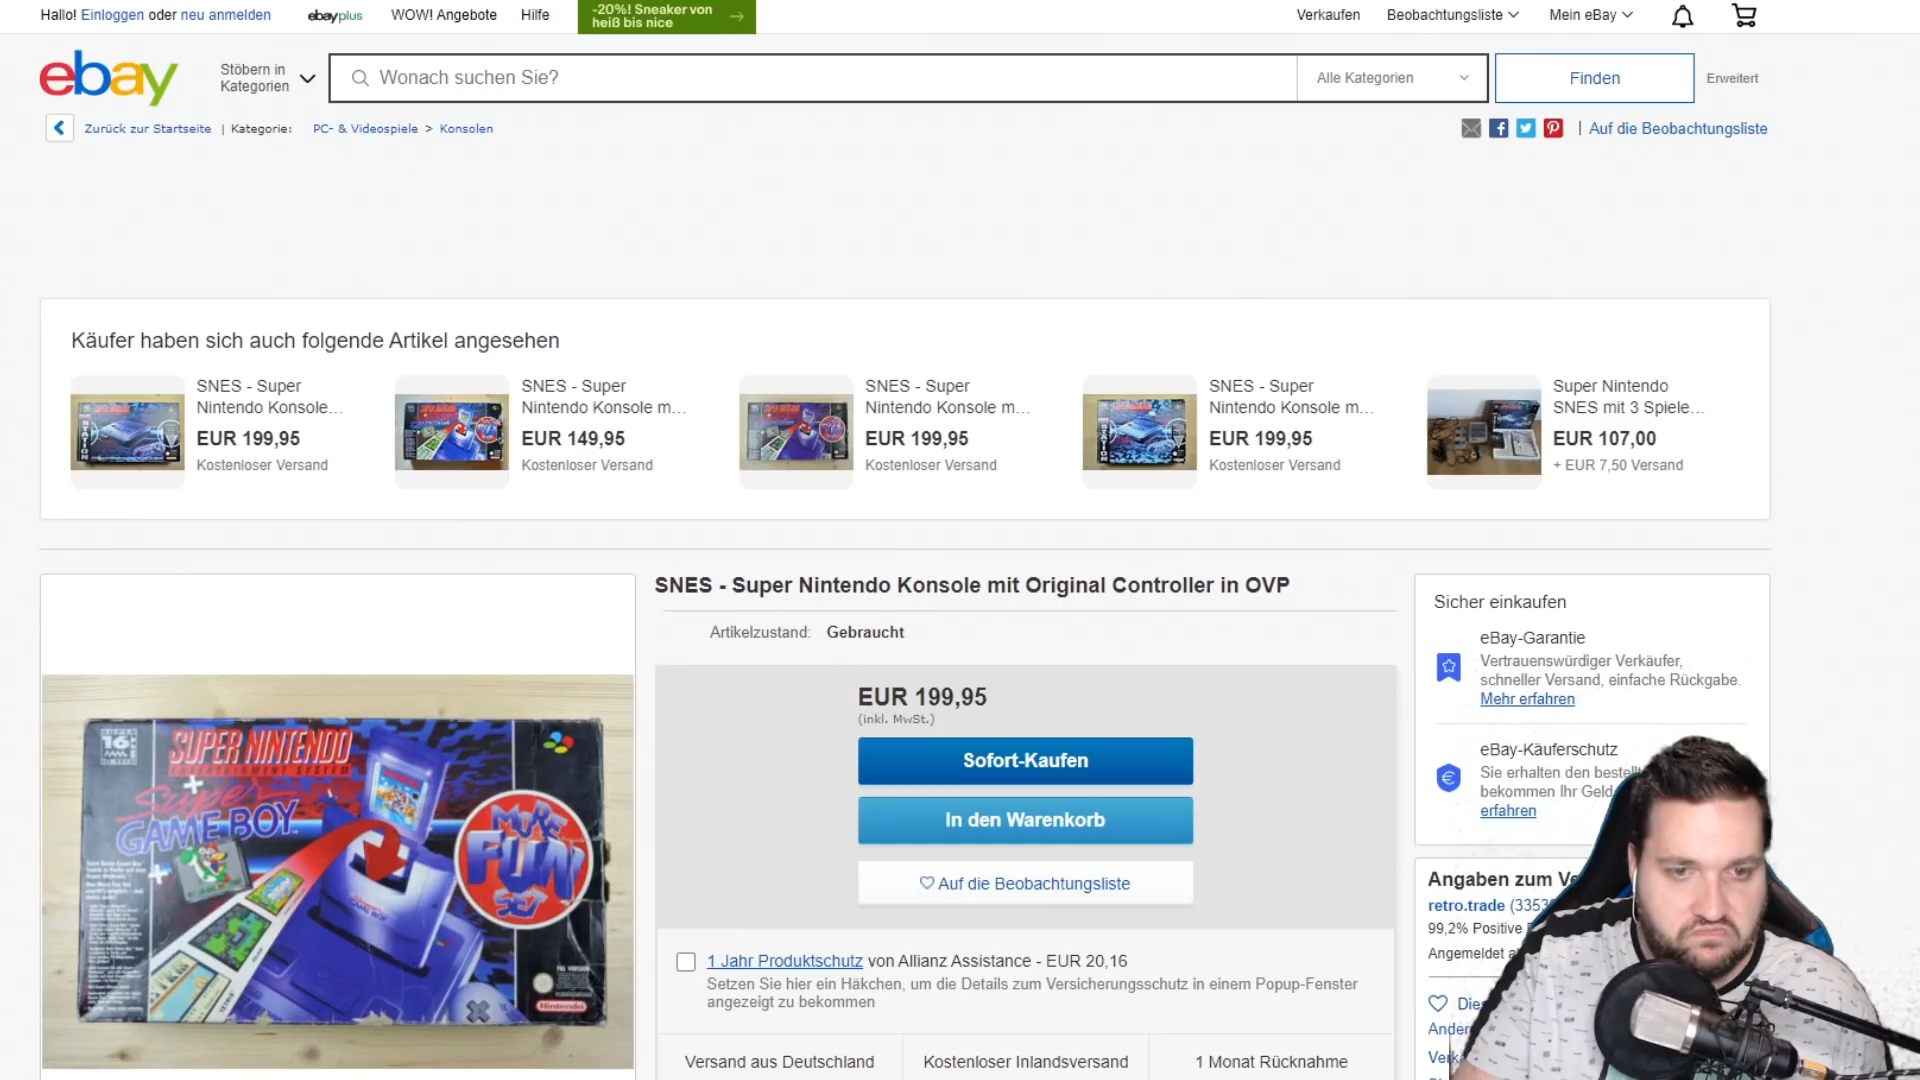 Hallo! Einloggen oder neu anmelden
ebayplus
WOW! Angebote
Hilfe
-20%! Sneaker von
heiß bis nice
Verkaufen
Beobachtungsliste
Mein eBay
ebay
Stöbern in
Kategorien
Wonach suchen Sie?
Alle Kategorien
Finden
Erweitert
Zurück zur Startseite | Kategorie: PC- & Videospiele > Konsolen
| Auf die Beobachtungsliste
Käufer haben sich auch folgende Artikel angesehen
SNES - Super
Nintendo Konsole...
EUR 199,95
Kostenloser Versand
SNES - Super
Nintendo Konsole m...
EUR 149,95
Kostenloser Versand
SNES - Super
Nintendo Konsole m...
EUR 199,95
Kostenloser Versand
SNES - Super
Nintendo Konsole m...
EUR 199,95
Kostenloser Versand
Super Nintendo
SNES mit 3 Spiele...
EUR 107,00
+ EUR 7,50 Versand
SUPER NINTENDO
ENTERTAINMENT SYSTEM
+
Super
GAME BOY
MORE
FUN
SET
Nintendo
SNES - Super Nintendo Konsole mit Original Controller in OVP
Artikelzustand: Gebraucht
EUR 199,95
(inkl. MwSt.)
Sofort-Kaufen
In den Warenkorb
Auf die Beobachtungsliste
1 Jahr Produktschutz von Allianz Assistance - EUR 20,16
Setzen Sie hier ein Häkchen, um die Details zum Versicherungsschutz in einem Popup-Fenster
angezeigt zu bekommen
Versand aus Deutschland
Kostenloser Inlandsversand
1 Monat Rücknahme
Sicher einkaufen
eBay-Garantie
Vertrauenswürdiger Verkäufer,
schneller Versand, einfache Rückgabe.
Mehr erfahren
eBay-Käuferschutz
Sie erhalten den bestell
bekommen Ihr Geld
erfahren
Angaben zum Ve
retro.trade (3353
99,2% Positive
Angemeldet a
Dies
Ander
Verk